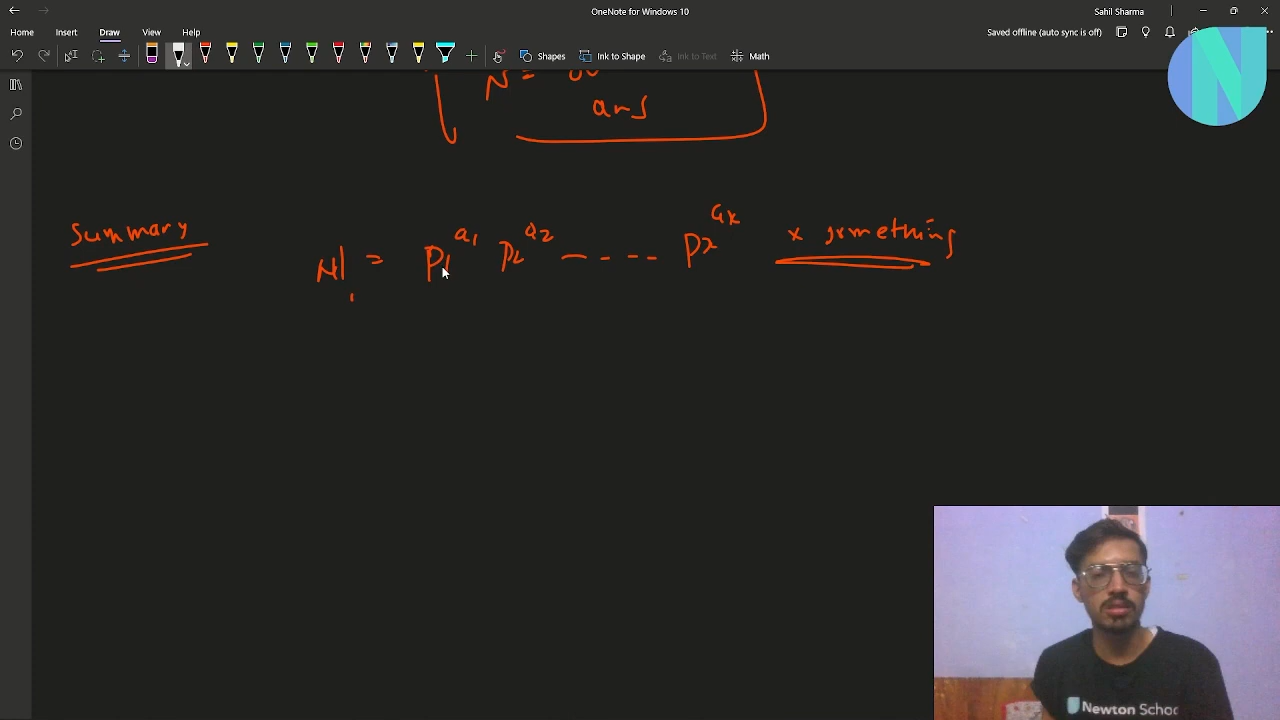 OneNote for Windows 10
Sahil Sharma
Home Insert Draw View Help
Saved offline (auto sync is off)
Shapes Ink to Shape Ink to Text Math
N =
ans
Summary
N! = P1^a1 P2^a2 - - - - Px^ax x something
Newton Schoo